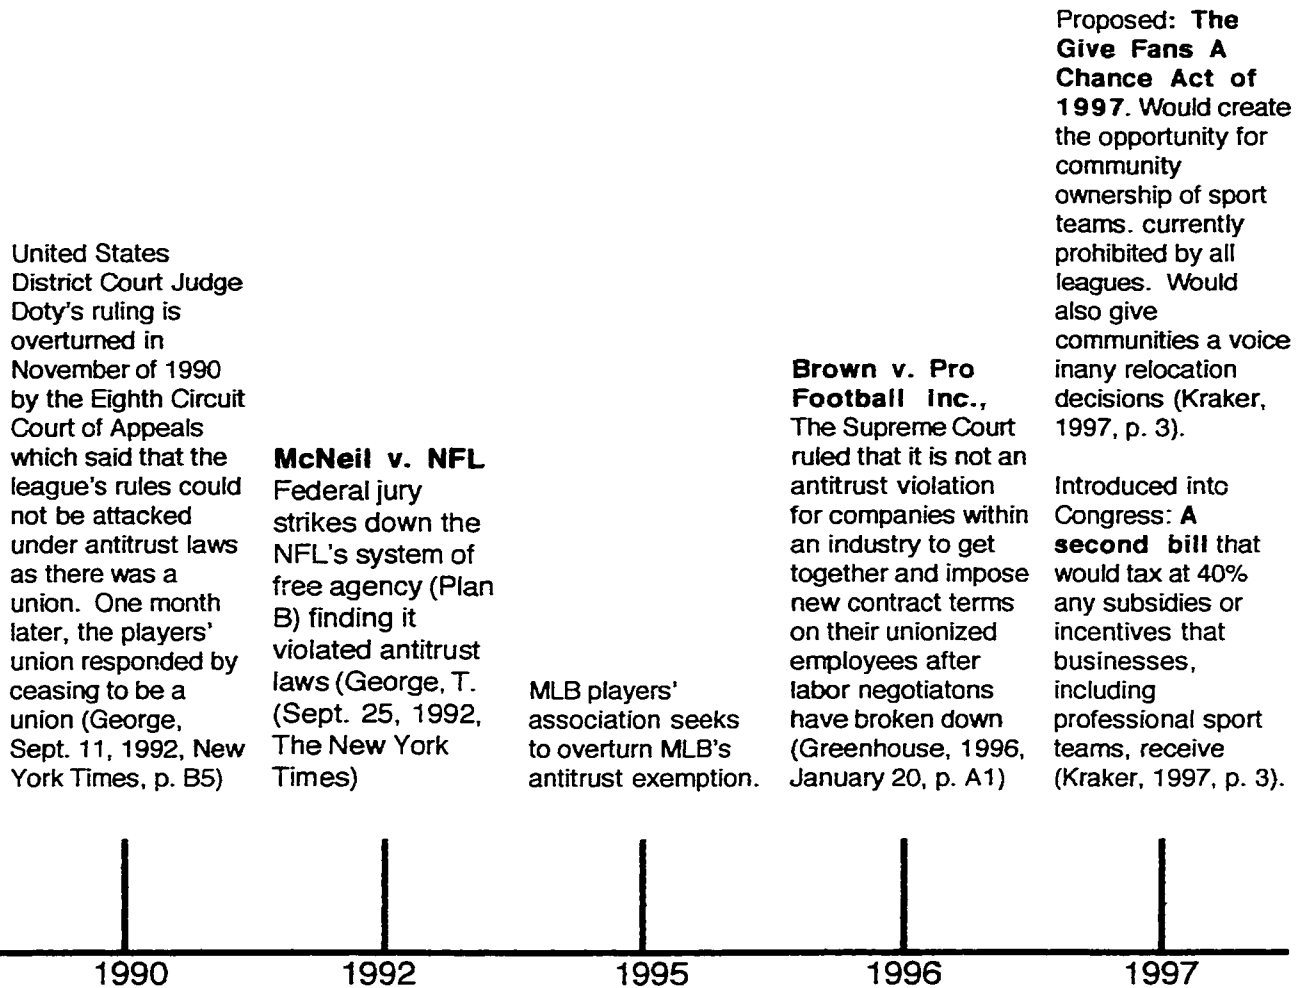 United States
District Court Judge
Doty's ruling is
overturned in
November of 1990
by the Eighth Circuit
Court of Appeals
which said that the
league's rules could
not be attacked
under antitrust laws
as there was a
union. One month
later, the players'
union responded by
ceasing to be a
union (George,
Sept. 11, 1992, New
York Times, p. B5)
McNeil v. NFL
Federal jury
strikes down the
NFL's system of
free agency (Plan
B) finding it
violated antitrust
laws (George, T.
(Sept. 25, 1992,
The New York
Times)
MLB players'
association seeks
to overturn MLB's
antitrust exemption.
Brown v. Pro
Football Inc.,
The Supreme Court
ruled that it is not an
antitrust violation
for companies within
an industry to get
together and impose
new contract terms
on their unionized
employees after
labor negotiatons
have broken down
(Greenhouse, 1996,
January 20, p. A1)
Proposed: The
Give Fans A
Chance Act of
1997. Would create
the opportunity for
community
ownership of sport
teams. currently
prohibited by all
leagues. Would
also give
communities a voice
inany relocation
decisions (Kraker,
1997, p. 3).
Introduced into
Congress: A
second bill that
would tax at 40%
any subsidies or
incentives that
businesses,
including
professional sport
teams, receive
(Kraker, 1997, p. 3).
1990
1992
1995
1996
1997